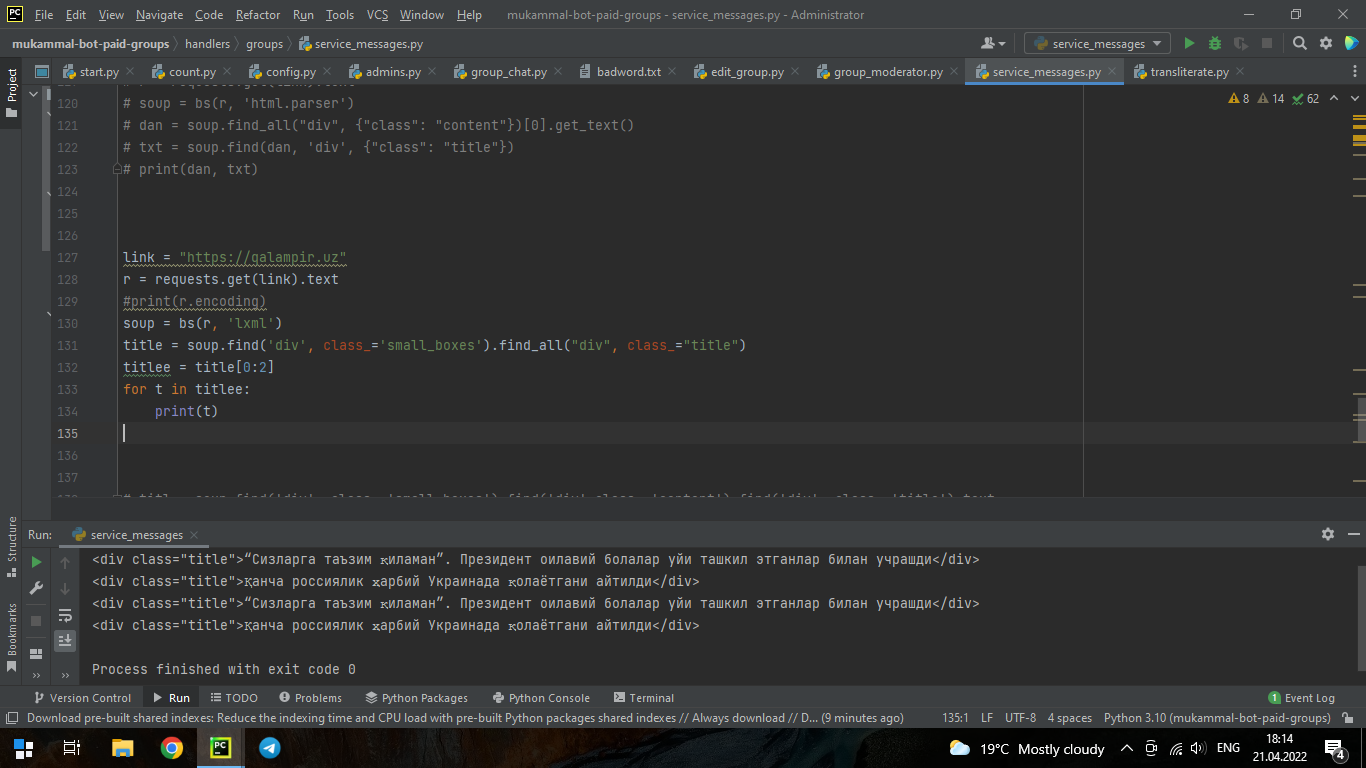 File Edit View Navigate Code Refactor Run Tools VCS Window Help mukammal-bot-paid-groups - service_messages.py - Administrator
mukammal-bot-paid-groups handlers groups service_messages.py service_messages
Project start.py count.py config.py admins.py group_chat.py badword.txt edit_group.py group_moderator.py service_messages.py transliterate.py
8 14 62
120 # soup = bs(r, 'html.parser')
121 # dan = soup.find_all("div", {"class": "content"})[0].get_text()
122 # txt = soup.find(dan, 'div', {"class": "title"})
123 # print(dan, txt)
124
125
126
127 link = "https://qalampir.uz"
128 r = requests.get(link).text
129 #print(r.encoding)
130 soup = bs(r, 'lxml')
131 title = soup.find('div', class_='small_boxes').find_all("div", class_="title")
132 titlee = title[0:2]
133 for t in titlee:
134 print(t)
135
136
137
Structure
Bookmarks
Run: service_messages
<div class="title">“Сизларга таъзим қиламан”. Президент оилавий болалар уйи ташкил этганлар билан учрашди</div>
<div class="title">Қанча россиялик ҳарбий Украинада қолаётгани айтилди</div>
<div class="title">“Сизларга таъзим қиламан”. Президент оилавий болалар уйи ташкил этганлар билан учрашди</div>
<div class="title">Қанча россиялик ҳарбий Украинада қолаётгани айтилди</div>
Process finished with exit code 0
Version Control Run TODO Problems Python Packages Python Console Terminal 1 Event Log
Download pre-built shared indexes: Reduce the indexing time and CPU load with pre-built Python packages shared indexes // Always download // D... (9 minutes ago) 135:1 LF UTF-8 4 spaces Python 3.10 (mukammal-bot-paid-groups)
19°C Mostly cloudy ENG 18:14
21.04.2022 4